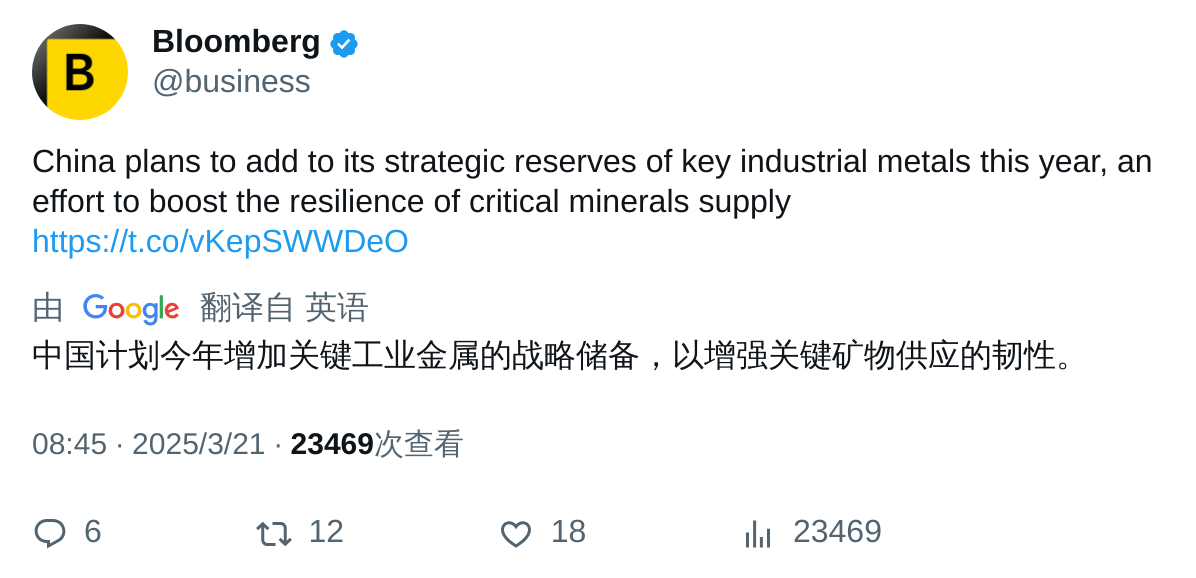 B
Bloomberg
@business
China plans to add to its strategic reserves of key industrial metals this year, an
effort to boost the resilience of critical minerals supply
https://t.co/vKepSWWDeO
由 Google 翻译自 英语
中国计划今年增加关键工业金属的战略储备，以增强关键矿物供应的韧性。
08:45 · 2025/3/21 · 23469次查看
6 12 18 23469